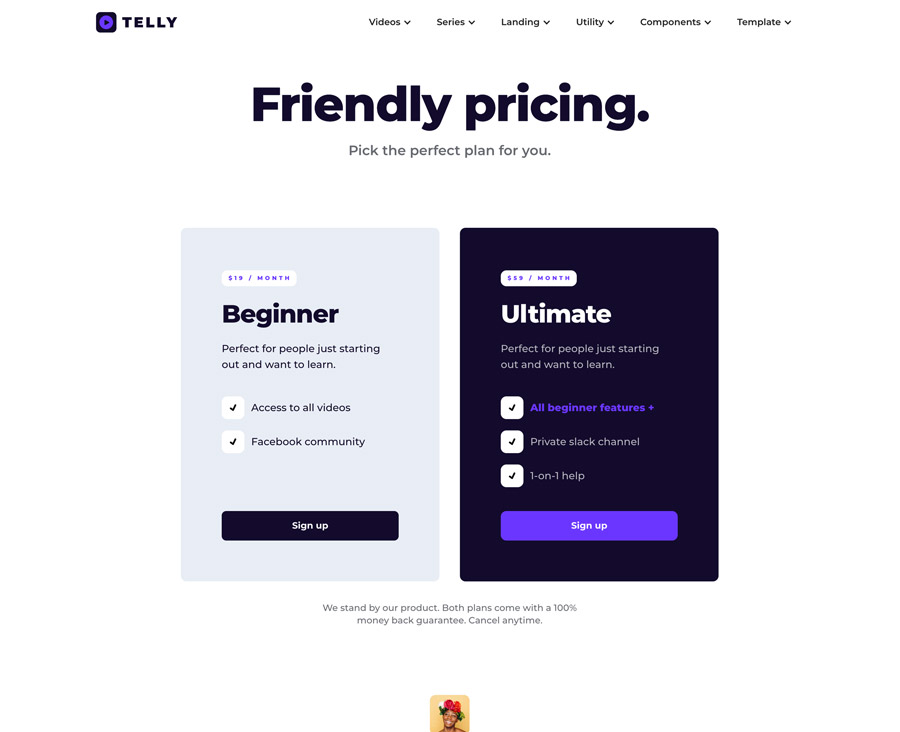 TELLY
Videos
Series
Landing
Utility
Components
Template
Friendly pricing.
Pick the perfect plan for you.
$19 / MONTH
Beginner
Perfect for people just starting
out and want to learn.
Access to all videos
Facebook community
Sign up
$59 / MONTH
Ultimate
Perfect for people just starting
out and want to learn.
All beginner features +
Private slack channel
1-on-1 help
Sign up
We stand by our product. Both plans come with a 100%
money back guarantee. Cancel anytime.